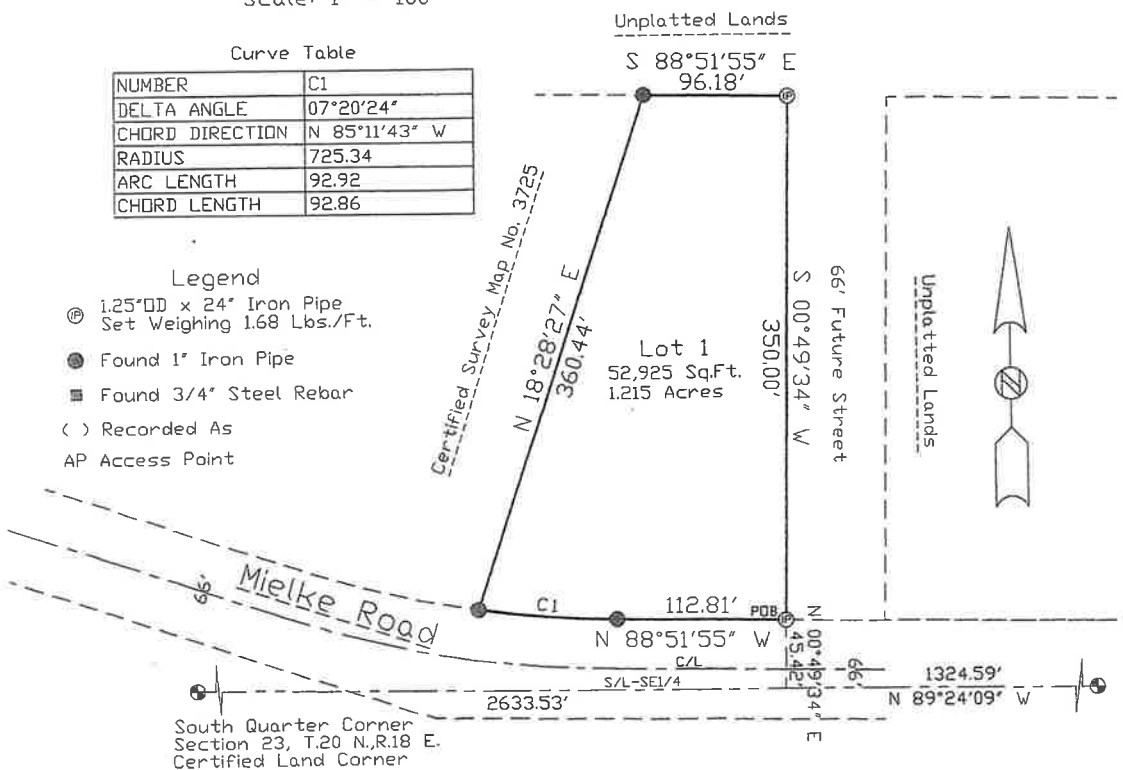 Scale: 1" = 100'
Unplatted Lands
S 88°51'55" E
96.18'
Curve Table
NUMBER C1
DELTA ANGLE 07°20'24"
CHORD DIRECTION N 85°11'43" W
RADIUS 725.34
ARC LENGTH 92.92
CHORD LENGTH 92.86
Legend
IP 1.25"OD x 24" Iron Pipe
Set Weighing 1.68 Lbs./Ft.
Found 1" Iron Pipe
Found 3/4" Steel Rebar
( ) Recorded As
AP Access Point
Certified Survey Map No. 3725
N 18°28'27" E
360.44'
Lot 1
52,925 Sq.Ft.
1.215 Acres
S 00°49'34" W
350.00'
66' Future Street
Unplatted Lands
N
IP
66'
Mielke Road
C1
112.81'
POB
IP
N 88°51'55" W
N 00°49'34" E
45.42'
66'
C/L
S/L-SE1/4
2633.53'
1324.59'
N 89°24'09" W
South Quarter Corner
Section 23, T.20 N.,R.18 E.
Certified Land Corner